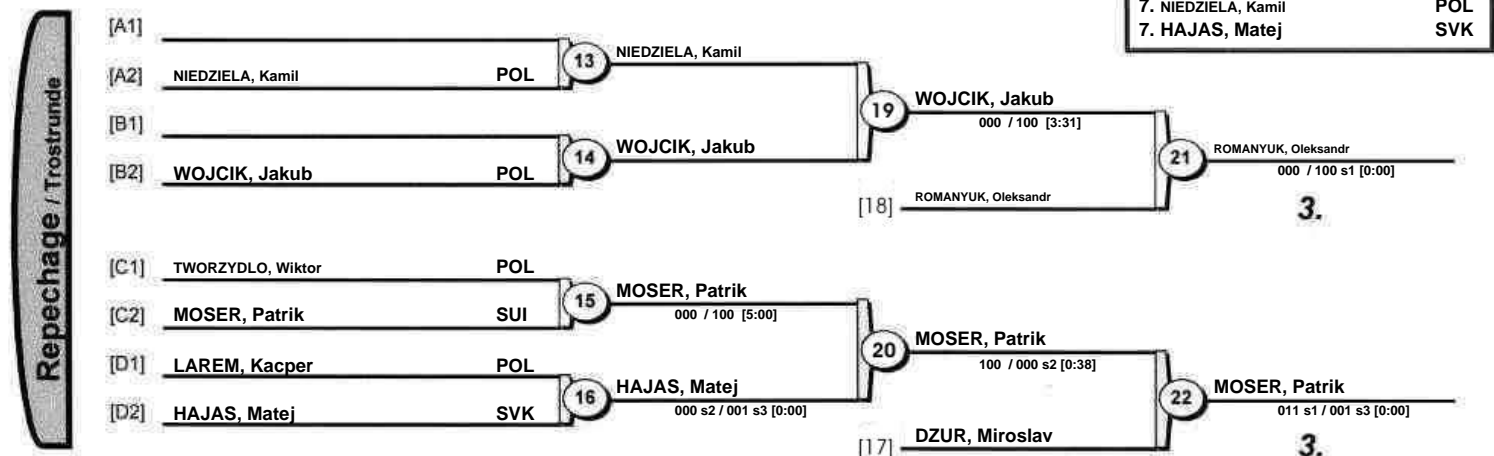 7. NIEDZIELA, Kamil POL
7. HAJAS, Matej SVK
Repechage / Trostrunde
[A1]
[A2] NIEDZIELA, Kamil POL
13 NIEDZIELA, Kamil
[B1]
[B2] WOJCIK, Jakub POL
14 WOJCIK, Jakub
19 WOJCIK, Jakub
000 / 100 [3:31]
[18] ROMANYUK, Oleksandr
21 ROMANYUK, Oleksandr
000 / 100 s1 [0:00]
3.
[C1] TWORZYDLO, Wiktor POL
[C2] MOSER, Patrik SUI
15 MOSER, Patrik
000 / 100 [5:00]
[D1] LAREM, Kacper POL
[D2] HAJAS, Matej SVK
16 HAJAS, Matej
000 s2 / 001 s3 [0:00]
20 MOSER, Patrik
100 / 000 s2 [0:38]
[17] DZUR, Miroslav
22 MOSER, Patrik
011 s1 / 001 s3 [0:00]
3.